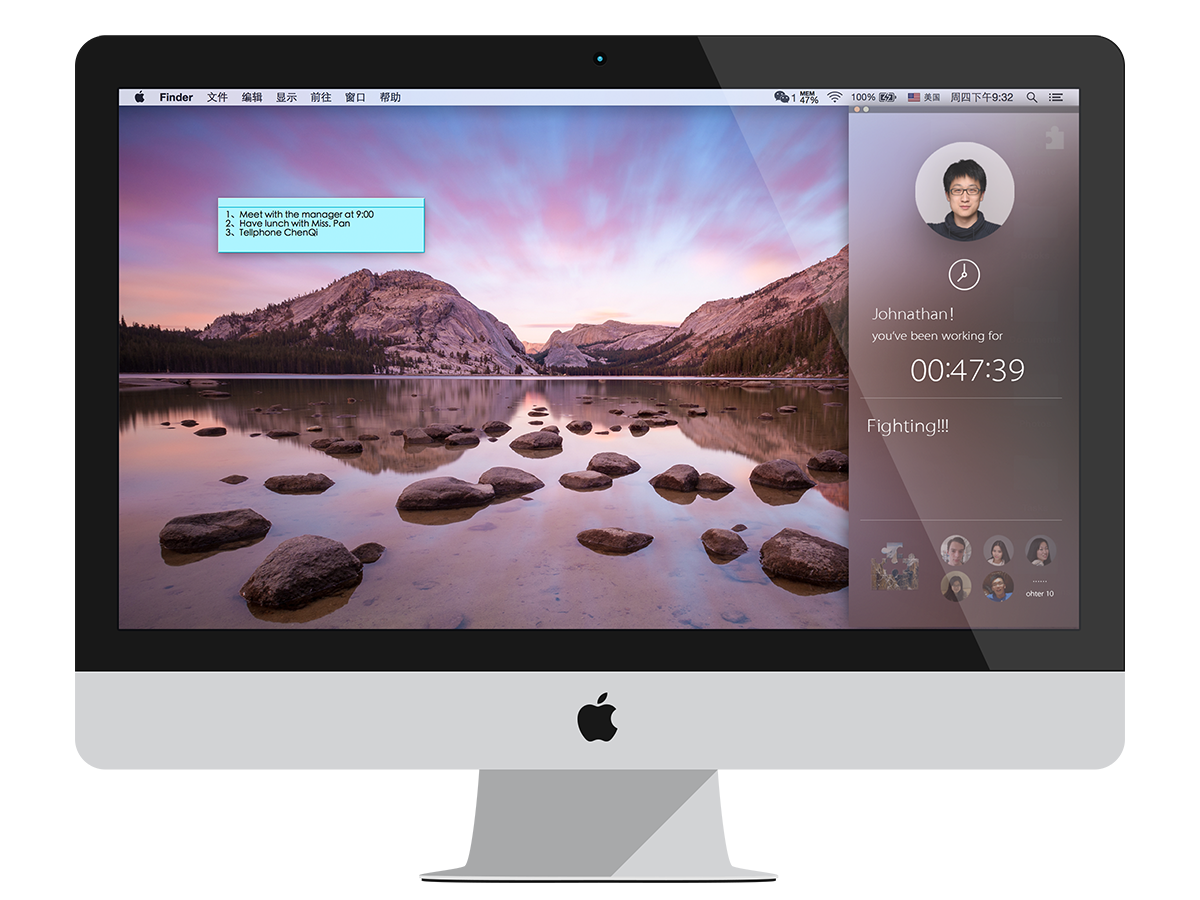 Finder 文件 编辑 显示 前往 窗口 帮助 1 MEM 47% 100% 美国 周四下午9:32
1、Meet with the manager at 9:00
2、Have lunch with Miss. Pan
3、Tellphone ChenQi
Johnathan!
you've been working for
00:47:39
Fighting!!!
......
ohter 10